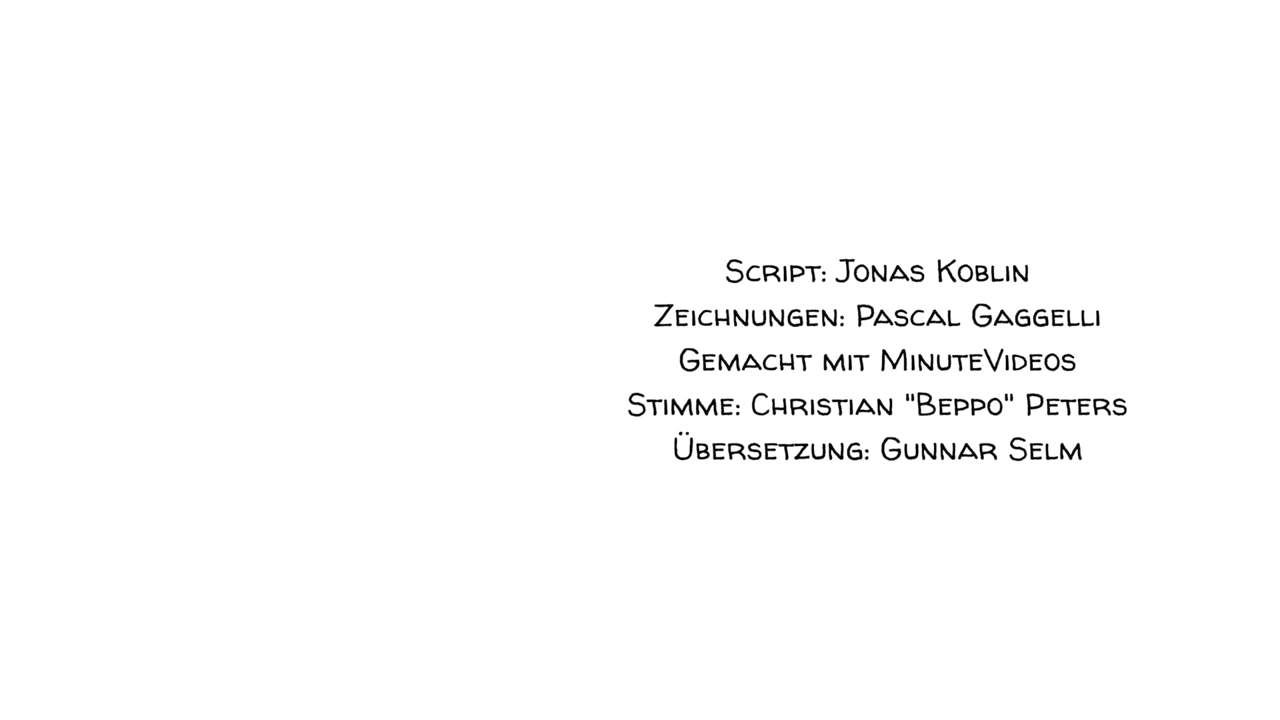 Script: Jonas Koblin
Zeichnungen: Pascal Gaggelli
Gemacht mit MinuteVideos
Stimme: Christian "Beppo" Peters
Übersetzung: Gunnar Selm